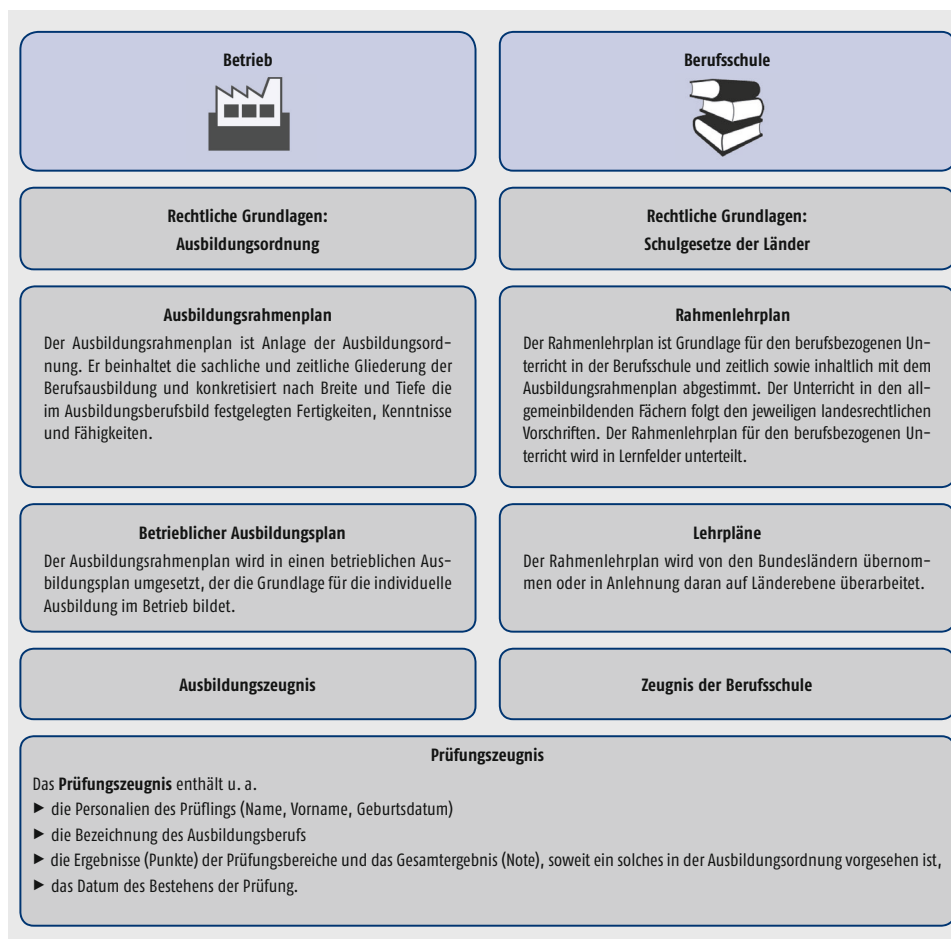 Betrieb
Berufsschule
Rechtliche Grundlagen:
Ausbildungsordnung
Rechtliche Grundlagen:
Schulgesetze der Länder
Ausbildungsrahmenplan
Der Ausbildungsrahmenplan ist Anlage der Ausbildungsord-
nung. Er beinhaltet die sachliche und zeitliche Gliederung der
Berufsausbildung und konkretisiert nach Breite und Tiefe die
im Ausbildungsberufsbild festgelegten Fertigkeiten, Kenntnisse
und Fähigkeiten.
Rahmenlehrplan
Der Rahmenlehrplan ist Grundlage für den berufsbezogenen Un-
terricht in der Berufsschule und zeitlich sowie inhaltlich mit dem
Ausbildungsrahmenplan abgestimmt. Der Unterricht in den all-
gemeinbildenden Fächern folgt den jeweiligen landesrechtlichen
Vorschriften. Der Rahmenlehrplan für den berufsbezogenen Un-
terricht wird in Lernfelder unterteilt.
Betrieblicher Ausbildungsplan
Der Ausbildungsrahmenplan wird in einen betrieblichen Aus-
bildungsplan umgesetzt, der die Grundlage für die individuelle
Ausbildung im Betrieb bildet.
Lehrpläne
Der Rahmenlehrplan wird von den Bundesländern übernom-
men oder in Anlehnung daran auf Länderebene überarbeitet.
Ausbildungszeugnis
Zeugnis der Berufsschule
Prüfungszeugnis
Das Prüfungszeugnis enthält u. a.
► die Personalien des Prüflings (Name, Vorname, Geburtsdatum)
► die Bezeichnung des Ausbildungsberufs
► die Ergebnisse (Punkte) der Prüfungsbereiche und das Gesamtergebnis (Note), soweit ein solches in der Ausbildungsordnung vorgesehen ist,
► das Datum des Bestehens der Prüfung.